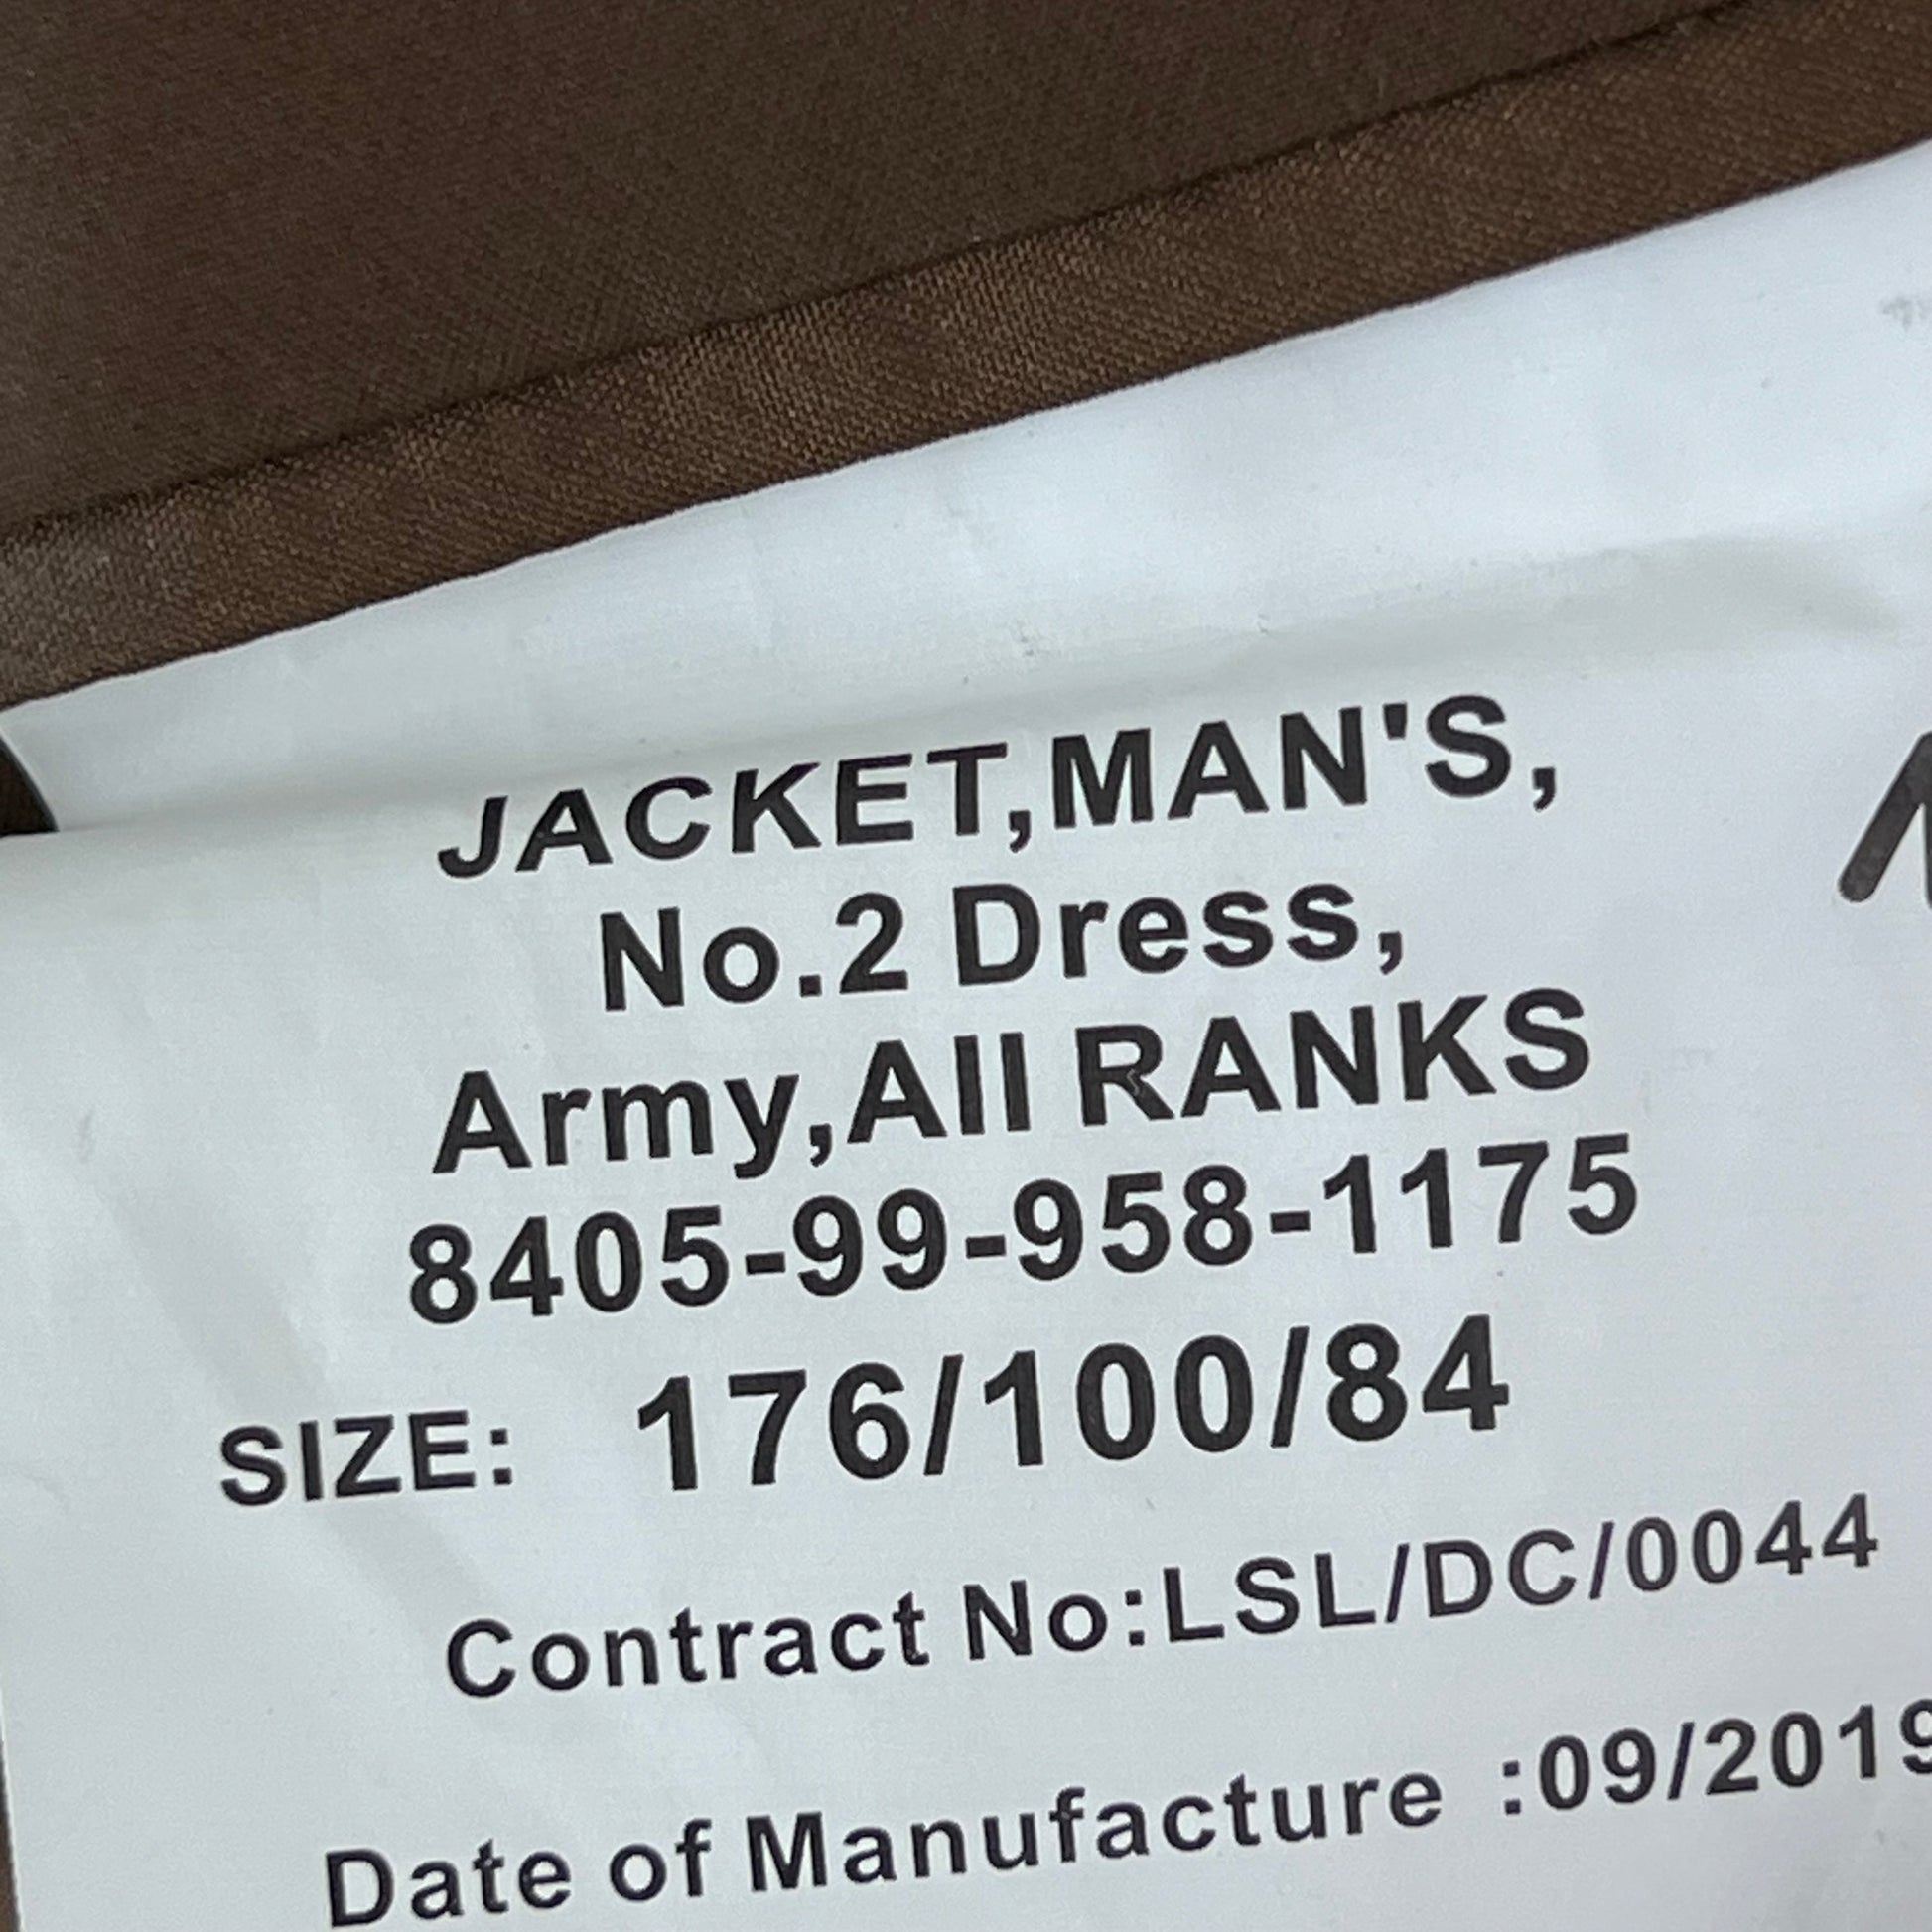 JACKET,MAN'S,
No.2 Dress,
Army,All RANKS
8405-99-958-1175
SIZE: 176/100/84
Contract No:LSL/DC/0044
Date of Manufacture :09/2019